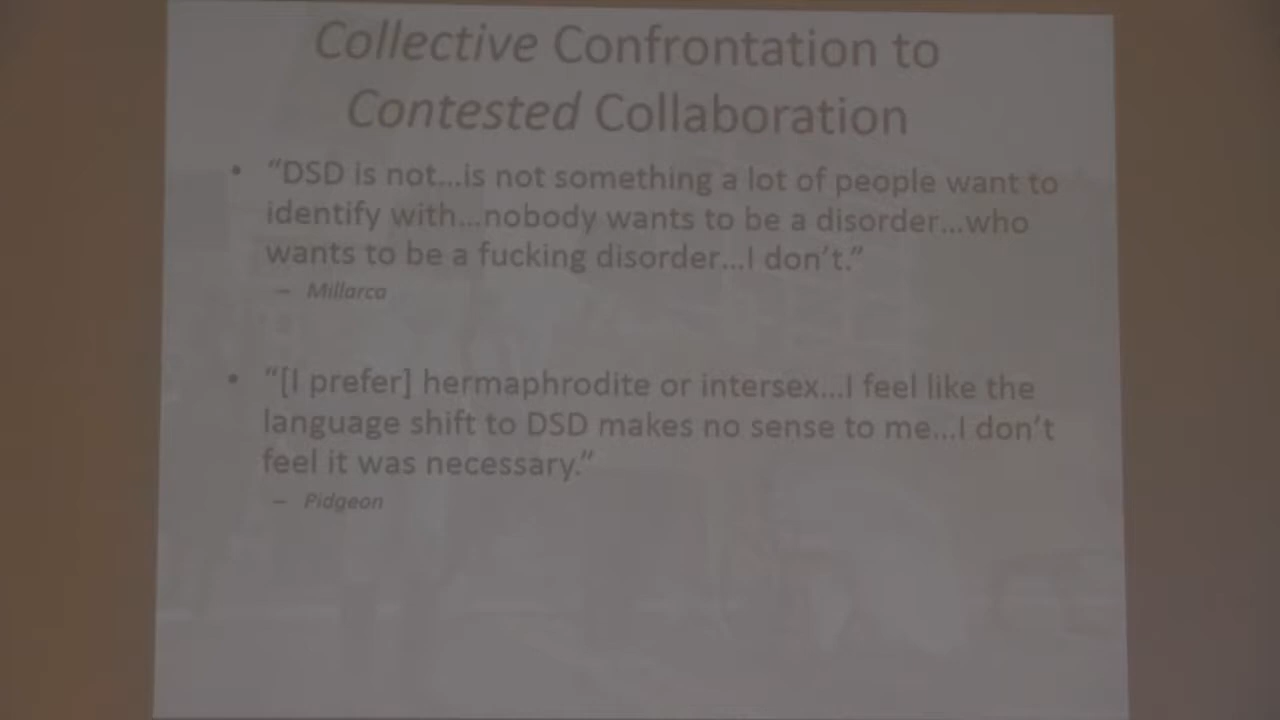 Collective Confrontation to
Contested Collaboration
• “DSD is not...is not something a lot of people want to
identify with...nobody wants to be a disorder...who
wants to be a fucking disorder...I don’t.”
– Millarca
• “[I prefer] hermaphrodite or intersex...I feel like the
language shift to DSD makes no sense to me...I don’t
feel it was necessary.”
– Pidgeon